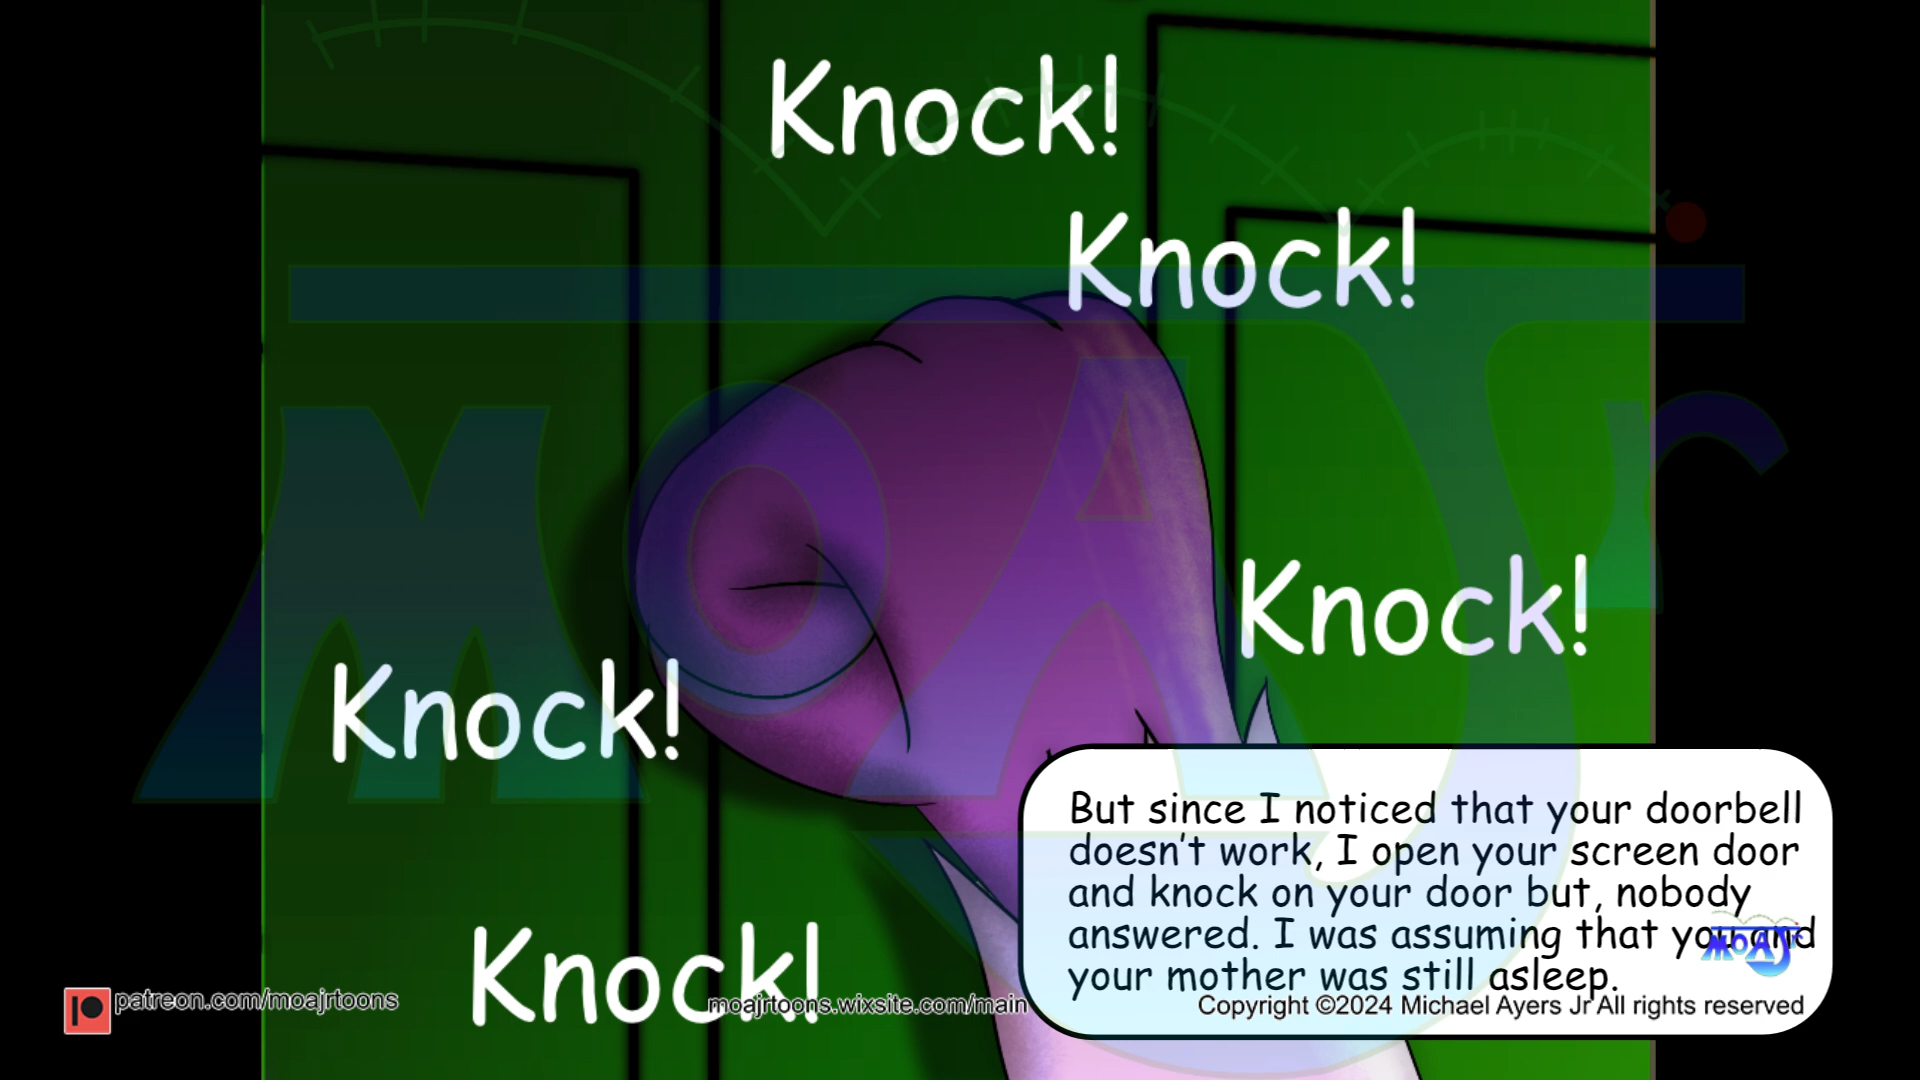 Knock!
Knock!
Knock!
Knock!
Knock!
MOAJr
But since I noticed that your doorbell
doesn't work, I open your screen door
and knock on your door but, nobody
answered. I was assuming that you and
your mother was still asleep.
MOAJr
patreon.com/moajrtoons
moajrtoons.wixsite.com/main
Copyright ©2024 Michael Ayers Jr All rights reserved